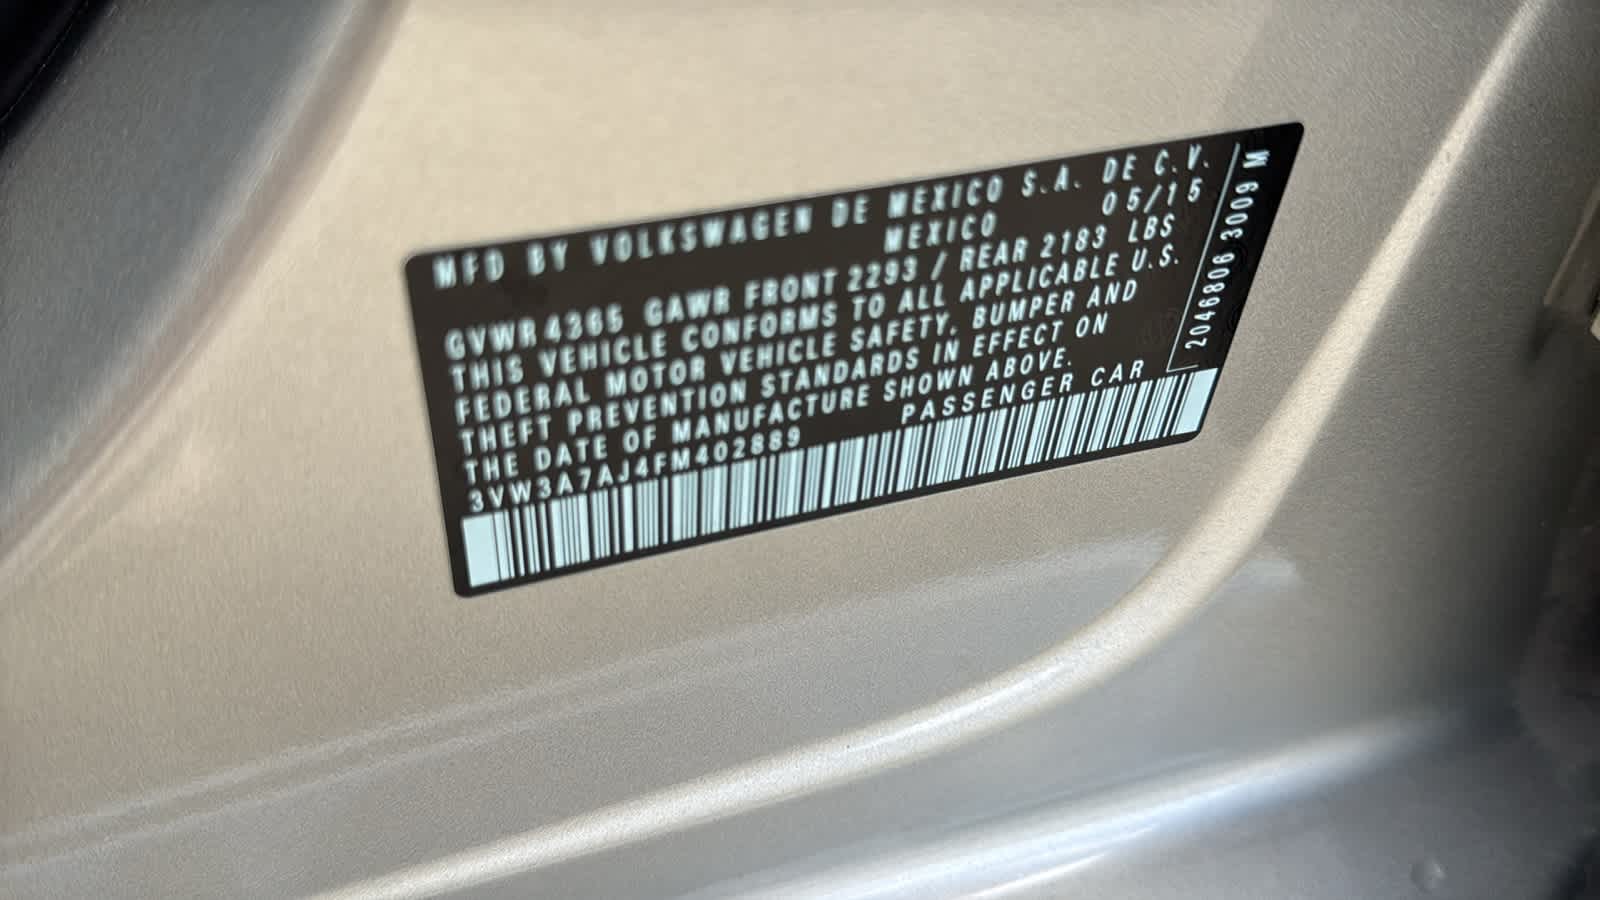 MFD BY VOLKSWAGEN DE MEXICO S.A. DE C.V.
MEXICO 05/15
GVWR 4365 GAWR FRONT 2293 / REAR 2183 LBS
THIS VEHICLE CONFORMS TO ALL APPLICABLE U.S.
FEDERAL MOTOR VEHICLE SAFETY, BUMPER AND
THEFT PREVENTION STANDARDS IN EFFECT ON
THE DATE OF MANUFACTURE SHOWN ABOVE.
3VW3A7AJ4FM402889 PASSENGER CAR
2046806 3009 M